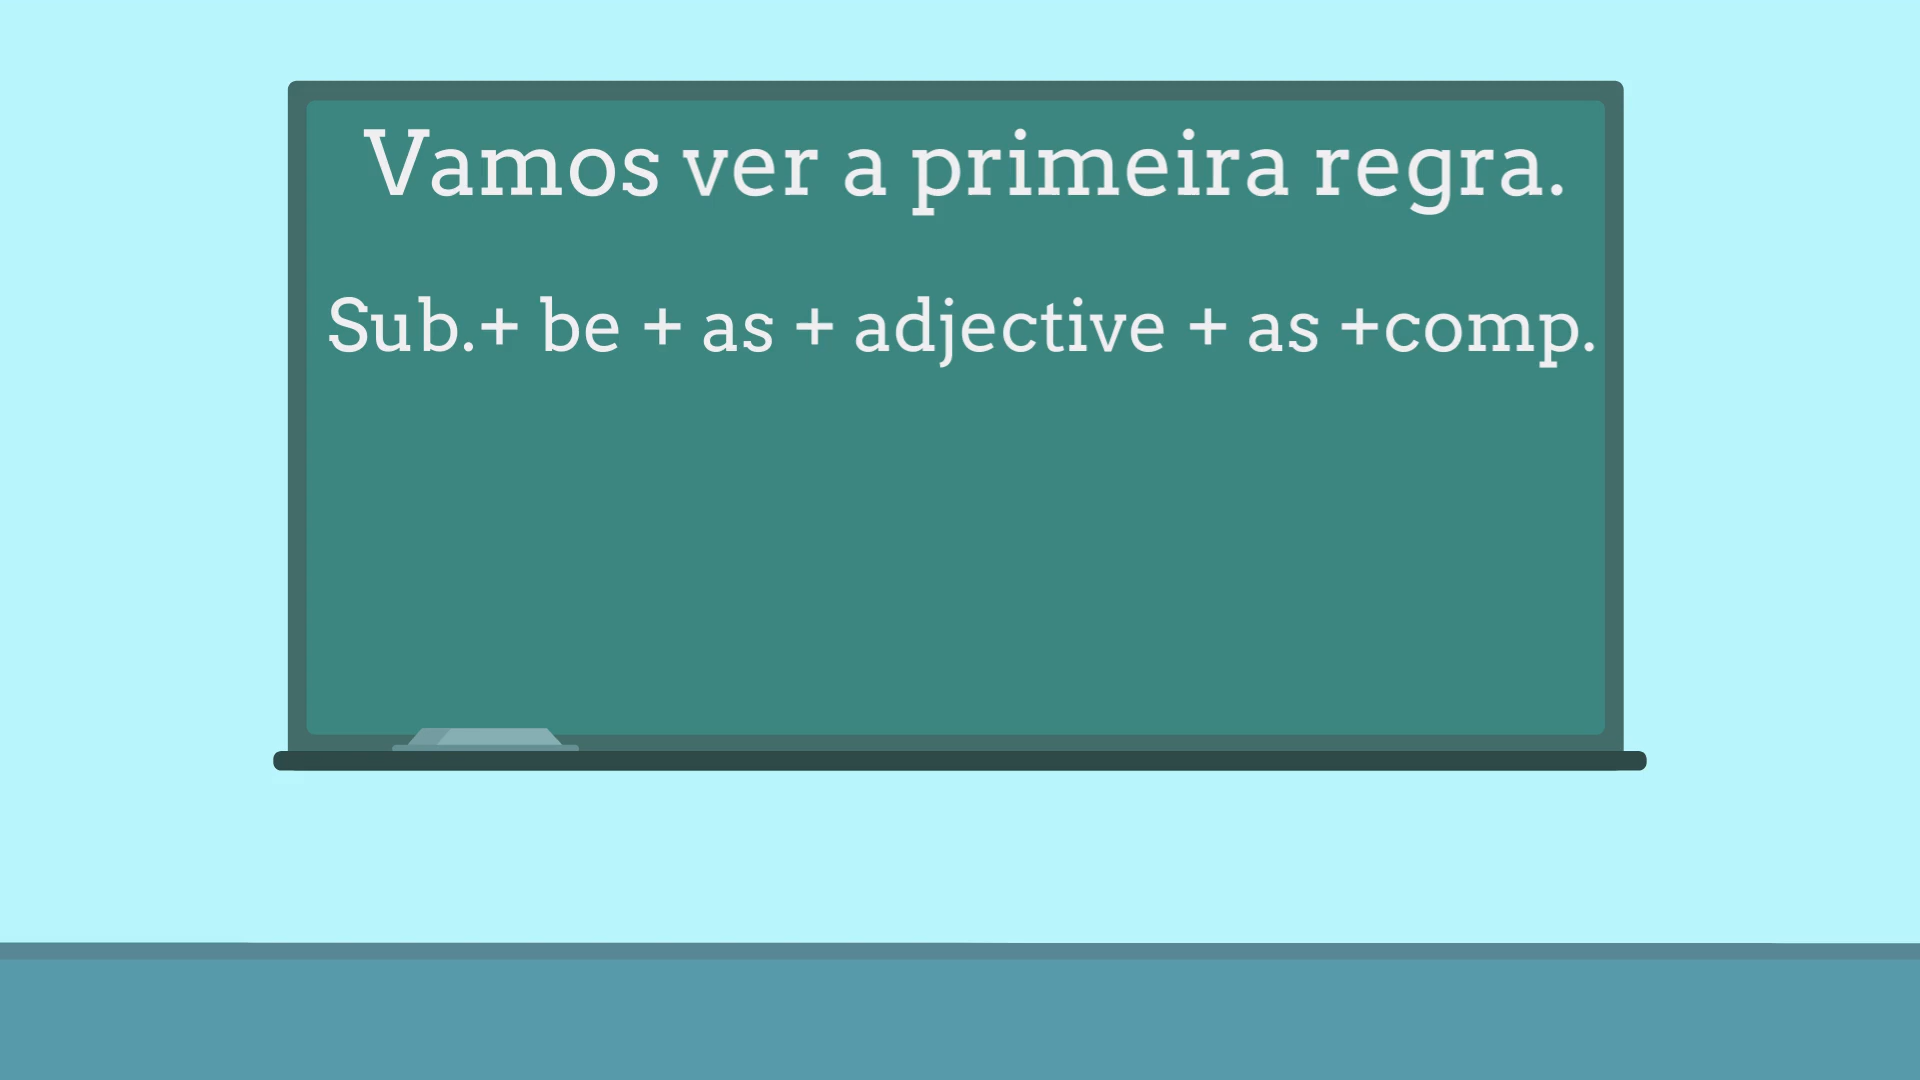 Vamos ver a primeira regra.
Sub.+ be + as + adjective + as +comp.